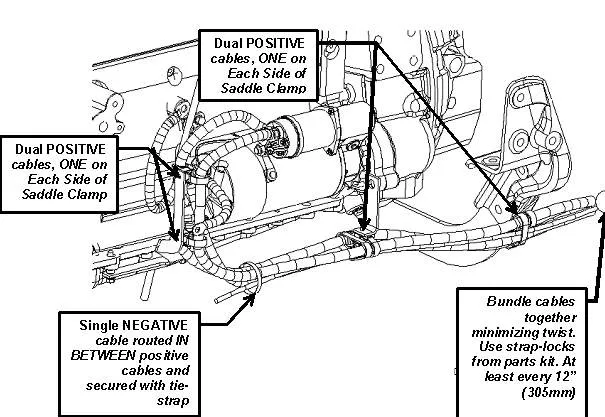 Dual POSITIVE
cables, ONE on
Each Side of
Saddle Clamp
Dual POSITIVE
cables, ONE on
Each Side of
Saddle Clamp
Single NEGATIVE
cable routed IN
BETWEEN positive
cables and
secured with tie-
strap
Bundle cables
together
minimizing twist.
Use strap-locks
from parts kit. At
least every 12”
(305mm)